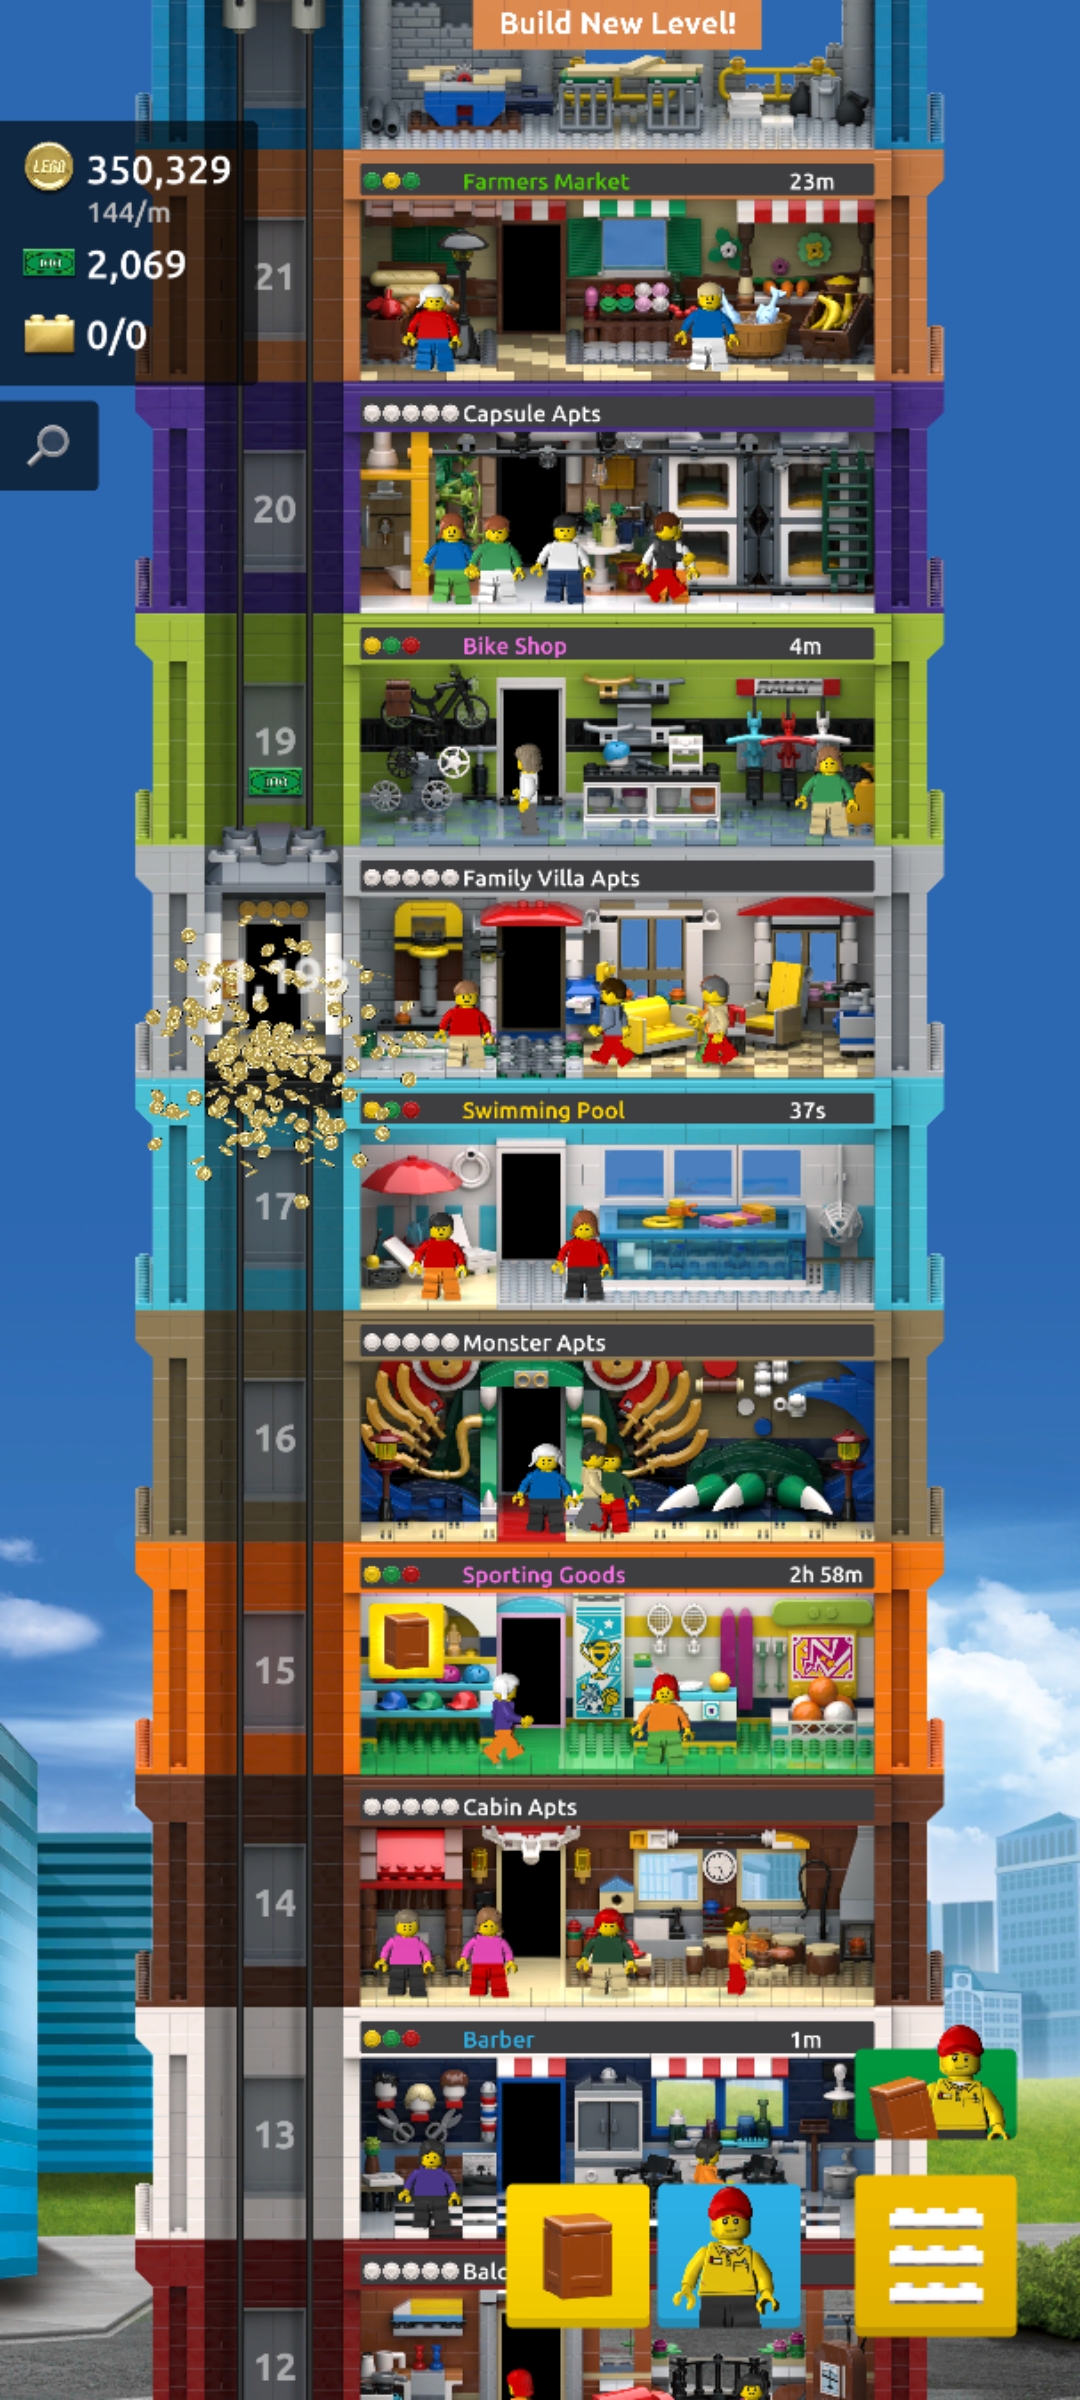 Build New Level!
LEGO 350,329
144/m
2,069
0/0
Farmers Market 23m
21
Capsule Apts
20
Bike Shop 4m
RALLY
19
Family Villa Apts
Swimming Pool 37s
17
Monster Apts
16
Sporting Goods 2h 58m
15
Cabin Apts
14
Barber 1m
13
Balc
12